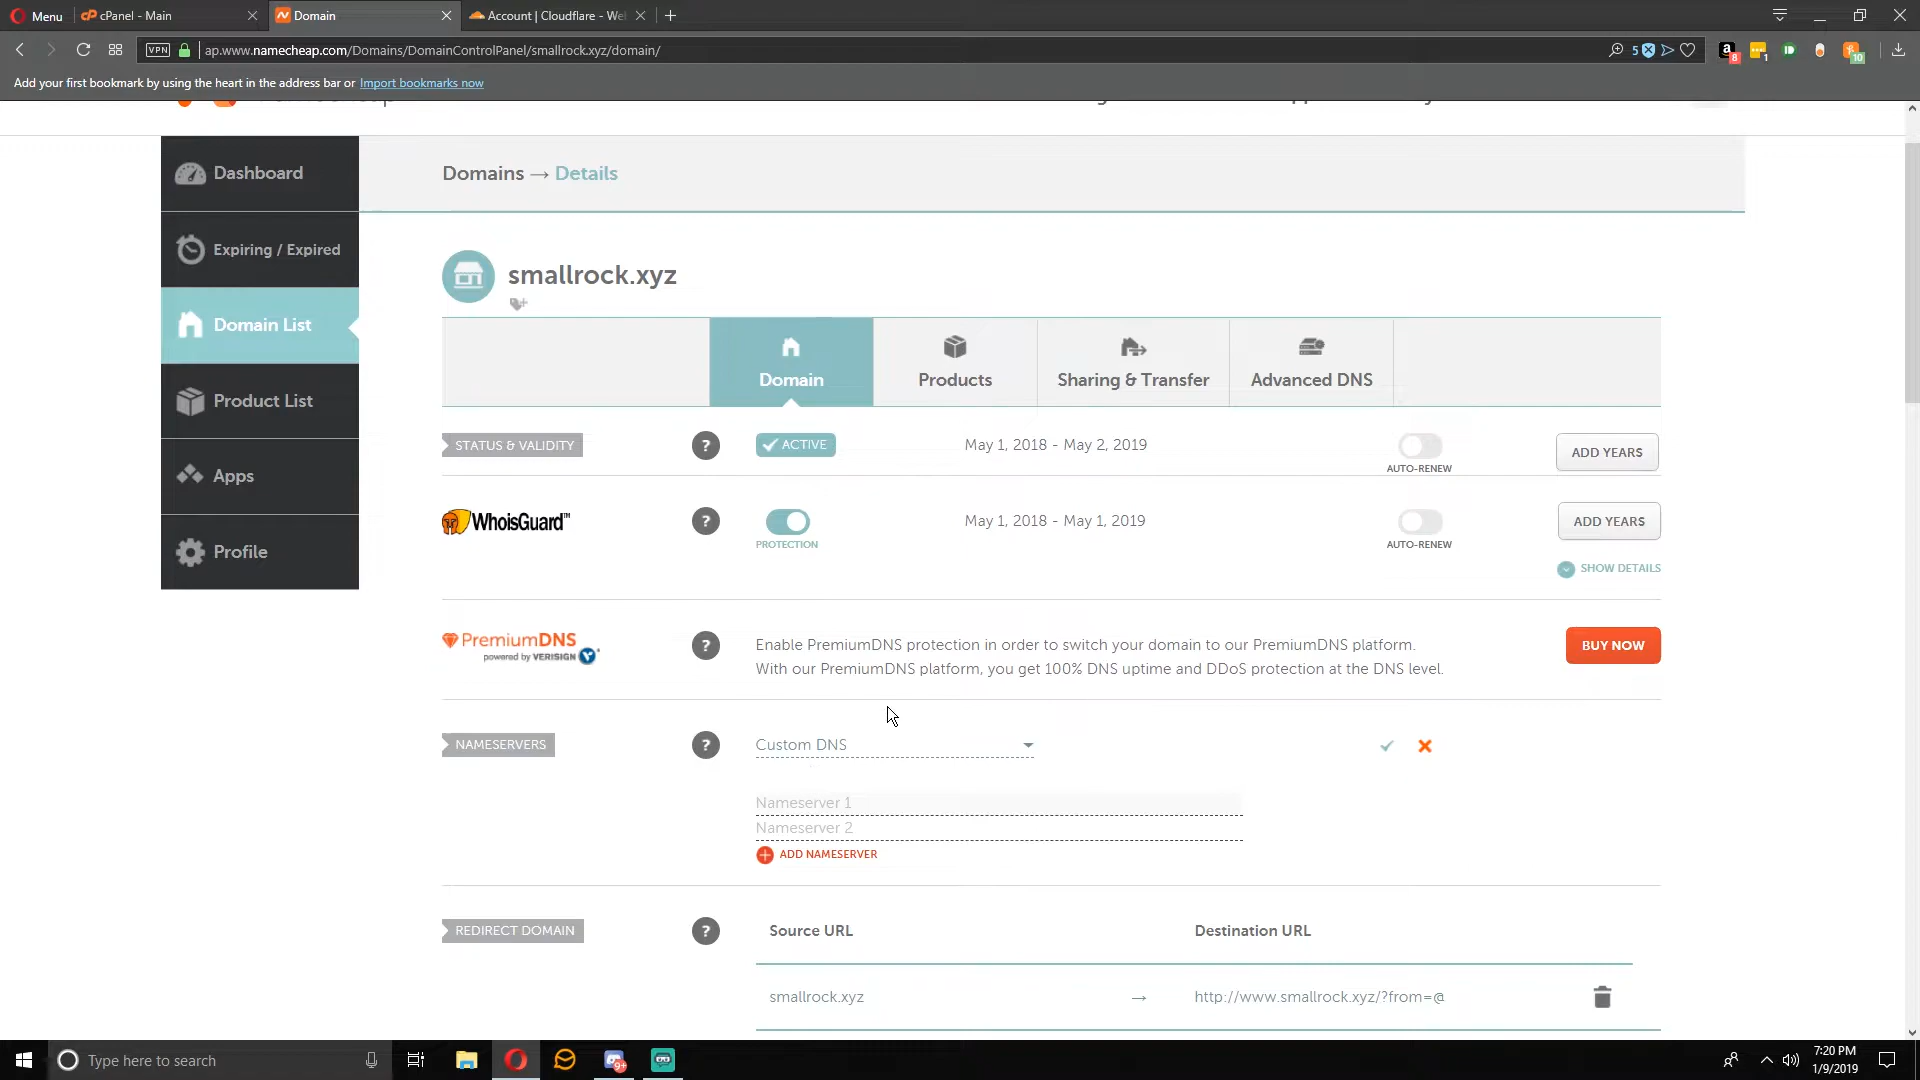 Menu
cPanel - Main
Domain
Account | Cloudflare - We
VPN
ap.www.namecheap.com/Domains/DomainControlPanel/smallrock.xyz/domain/
5
8
1
10
Add your first bookmark by using the heart in the address bar or Import bookmarks now
Dashboard
Expiring / Expired
Domain List
Product List
Apps
Profile
Domains → Details
smallrock.xyz
Domain
Products
Sharing & Transfer
Advanced DNS
STATUS & VALIDITY
?
ACTIVE
May 1, 2018 - May 2, 2019
AUTO-RENEW
ADD YEARS
WhoisGuard
?
PROTECTION
May 1, 2018 - May 1, 2019
AUTO-RENEW
ADD YEARS
SHOW DETAILS
PremiumDNS
powered by VERISIGN
?
Enable PremiumDNS protection in order to switch your domain to our PremiumDNS platform.
With our PremiumDNS platform, you get 100% DNS uptime and DDoS protection at the DNS level.
BUY NOW
NAMESERVERS
?
Custom DNS
Nameserver 1
Nameserver 2
ADD NAMESERVER
REDIRECT DOMAIN
?
Source URL
Destination URL
smallrock.xyz
→
http://www.smallrock.xyz/?from=@
Type here to search
9+
7:20 PM
1/9/2019